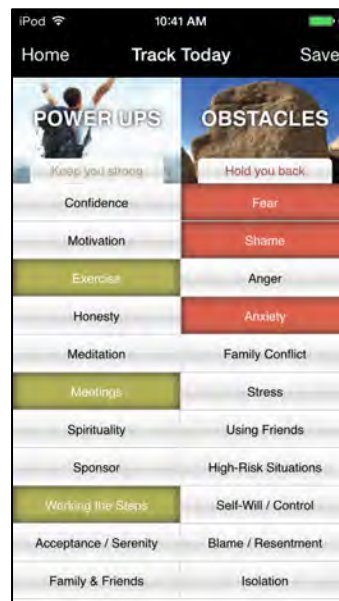 iPod 10:41 AM
Home Track Today Save
POWER UPS OBSTACLES
Keep you strong Hold you back
Confidence Fear
Motivation Shame
Exercise Anger
Honesty Anxiety
Meditation Family Conflict
Meetings Stress
Spirituality Using Friends
Sponsor High-Risk Situations
Working the Steps Self-Will / Control
Acceptance / Serenity Blame / Resentment
Family & Friends Isolation